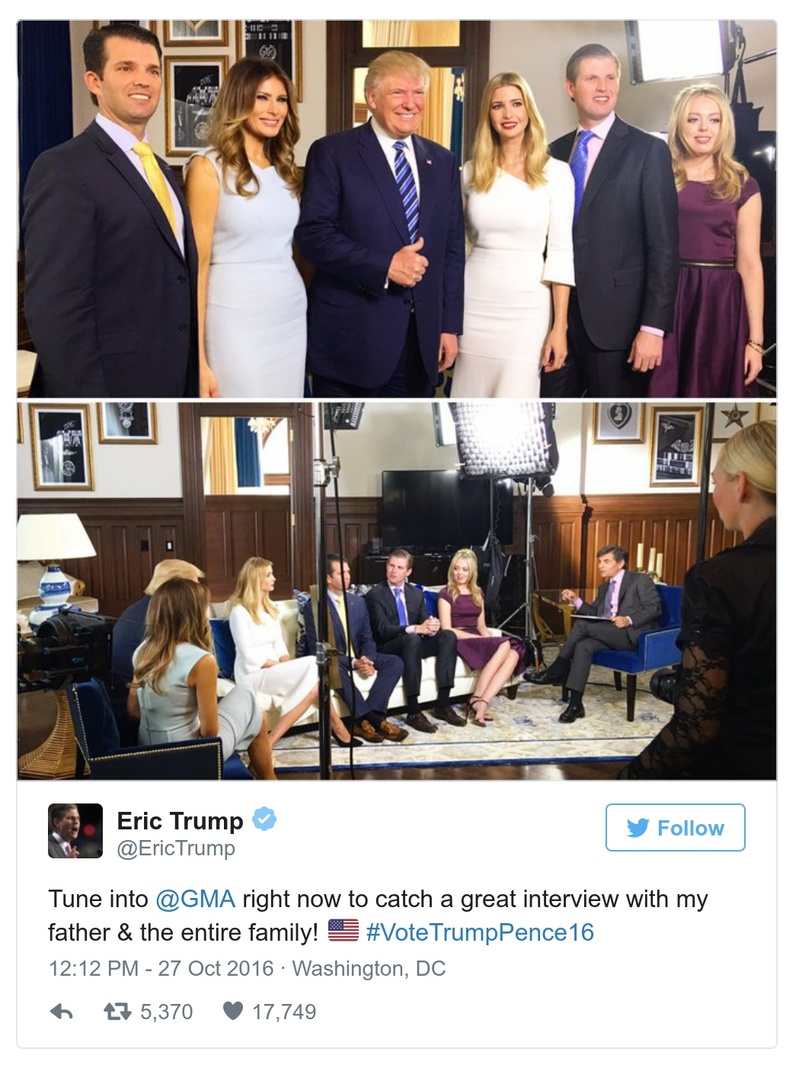 Eric Trump
@EricTrump
Follow
Tune into @GMA right now to catch a great interview with my
father & the entire family! 🇺🇸 #VoteTrumpPence16
12:12 PM - 27 Oct 2016 · Washington, DC
5,370 17,749